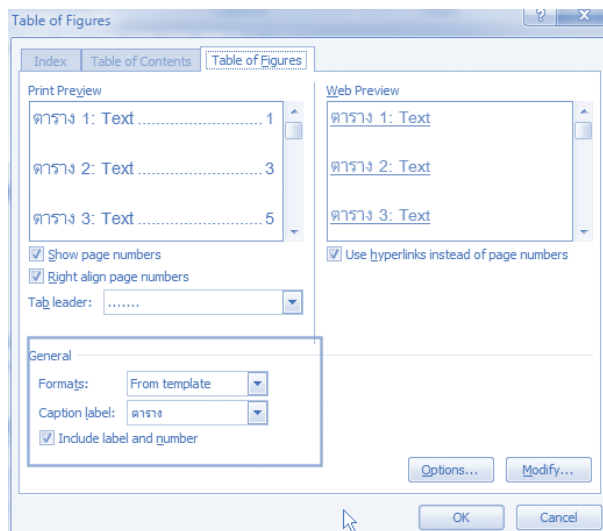 Table of Figures
Index Table of Contents Table of Figures
Print Preview
ตาราง 1: Text.....................1
ตาราง 2: Text.....................3
ตาราง 3: Text.....................5
Show page numbers
Right align page numbers
Tab leader: .......
Web Preview
ตาราง 1: Text
ตาราง 2: Text
ตาราง 3: Text
Use hyperlinks instead of page numbers
General
Formats: From template
Caption label: ตาราง
Include label and number
Options... Modify...
OK Cancel